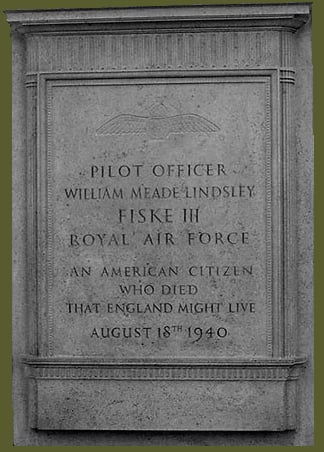 PILOT OFFICER
WILLIAM MEADE LINDSLEY
FISKE III
ROYAL AIR FORCE
AN AMERICAN CITIZEN
WHO DIED
THAT ENGLAND MIGHT LIVE
AUGUST 18TH 1940